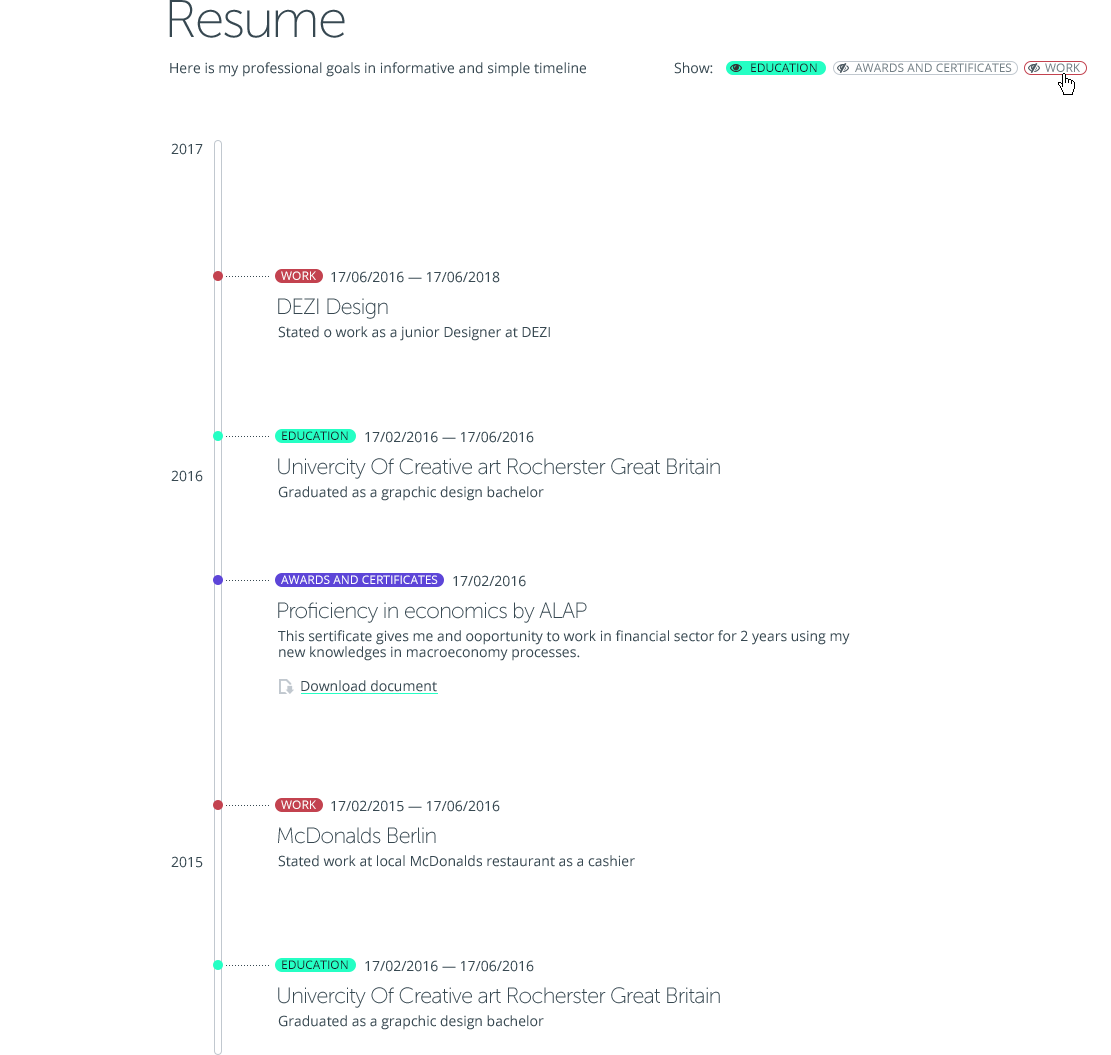 Resume
Here is my professional goals in informative and simple timeline
Show: EDUCATION AWARDS AND CERTIFICATES WORK
2017
WORK 17/06/2016 — 17/06/2018
DEZI Design
Stated o work as a junior Designer at DEZI
EDUCATION 17/02/2016 — 17/06/2016
Univercity Of Creative art Rocherster Great Britain
2016
Graduated as a grapchic design bachelor
AWARDS AND CERTIFICATES 17/02/2016
Proficiency in economics by ALAP
This sertificate gives me and ooportunity to work in financial sector for 2 years using my
new knowledges in macroeconomy processes.
Download document
WORK 17/02/2015 — 17/06/2016
McDonalds Berlin
2015
Stated work at local McDonalds restaurant as a cashier
EDUCATION 17/02/2016 — 17/06/2016
Univercity Of Creative art Rocherster Great Britain
Graduated as a grapchic design bachelor